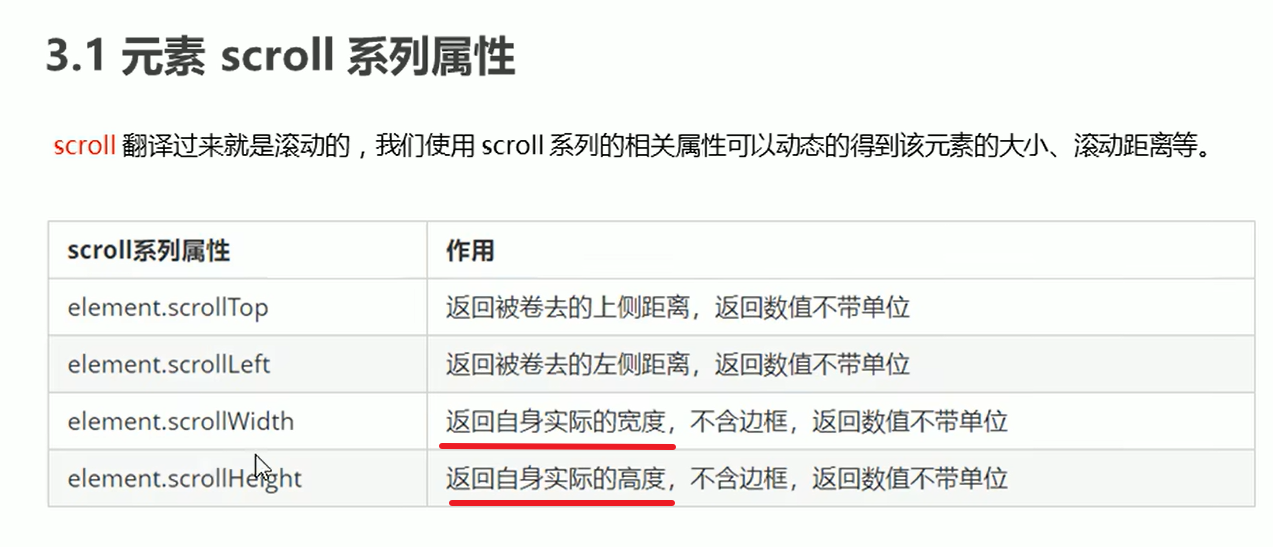 3.1 元素 scroll 系列属性
scroll 翻译过来就是滚动的，我们使用 scroll 系列的相关属性可以动态的得到该元素的大小、滚动距离等。
scroll系列属性 作用
element.scrollTop 返回被卷去的上侧距离，返回数值不带单位
element.scrollLeft 返回被卷去的左侧距离，返回数值不带单位
element.scrollWidth 返回自身实际的宽度，不含边框，返回数值不带单位
element.scrollHeight 返回自身实际的高度，不含边框，返回数值不带单位